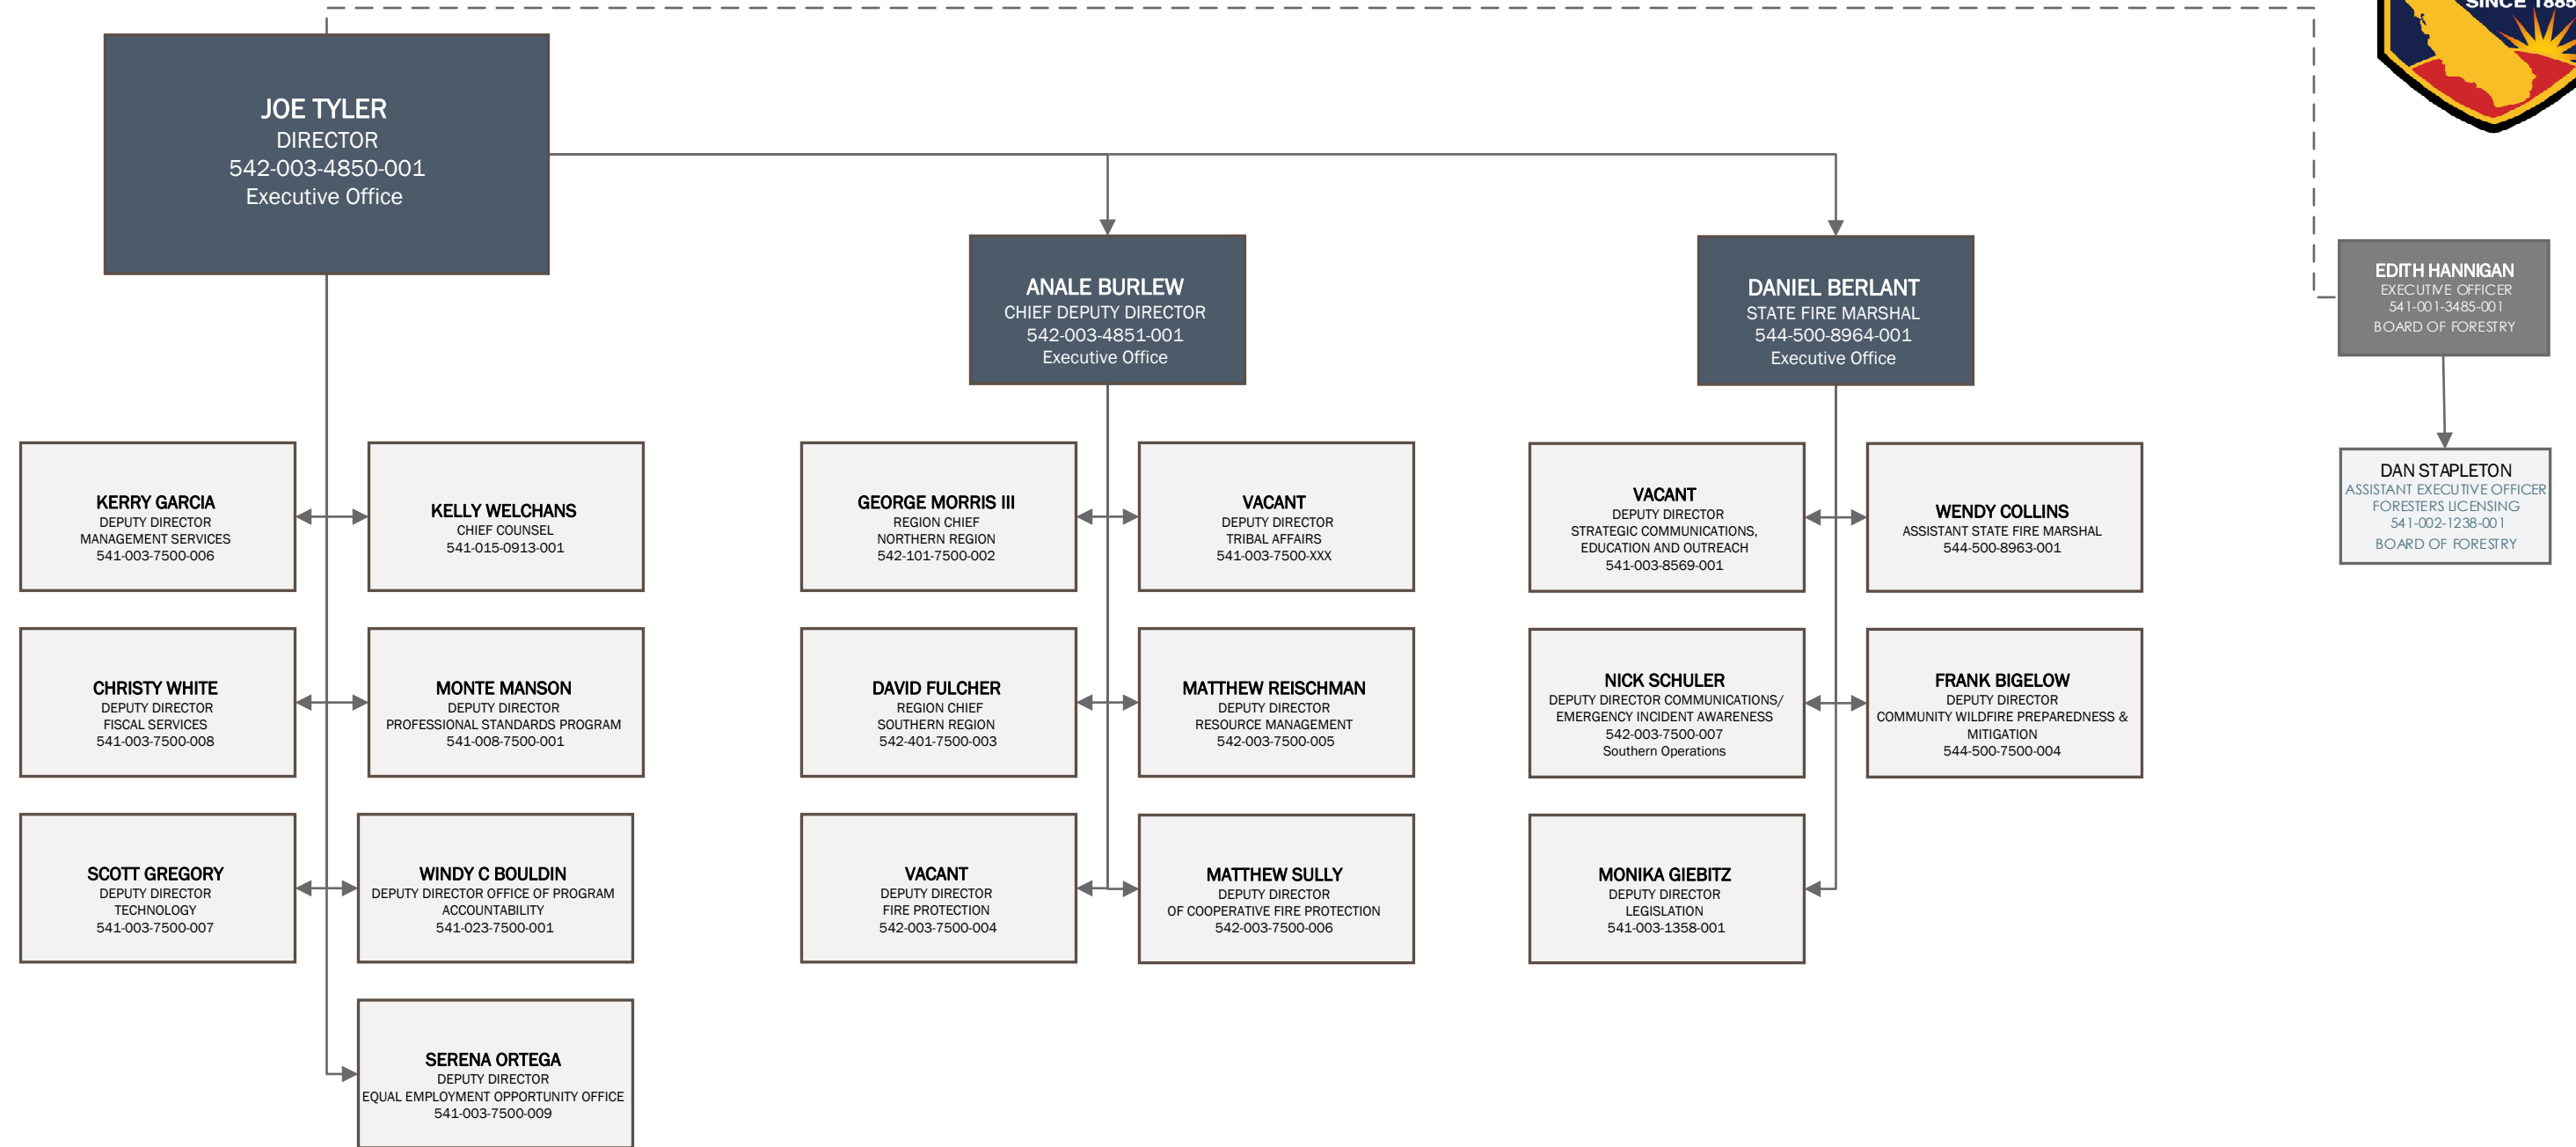 SINCE 1885
JOE TYLER
DIRECTOR
542-003-4850-001
Executive Office
ANALE BURLEW
CHIEF DEPUTY DIRECTOR
542-003-4851-001
Executive Office
DANIEL BERLANT
STATE FIRE MARSHAL
544-500-8964-001
Executive Office
EDITH HANNIGAN
EXECUTIVE OFFICER
541-001-3485-001
BOARD OF FORESTRY
KERRY GARCIA
DEPUTY DIRECTOR
MANAGEMENT SERVICES
541-003-7500-006
KELLY WELCHANS
CHIEF COUNSEL
541-015-0913-001
GEORGE MORRIS III
REGION CHIEF
NORTHERN REGION
542-101-7500-002
VACANT
DEPUTY DIRECTOR
TRIBAL AFFAIRS
541-003-7500-XXX
VACANT
DEPUTY DIRECTOR
STRATEGIC COMMUNICATIONS,
EDUCATION AND OUTREACH
541-003-8569-001
WENDY COLLINS
ASSISTANT STATE FIRE MARSHAL
544-500-8963-001
DAN STAPLETON
ASSISTANT EXECUTIVE OFFICER
FORESTERS LICENSING
541-002-1238-001
BOARD OF FORESTRY
CHRISTY WHITE
DEPUTY DIRECTOR
FISCAL SERVICES
541-003-7500-008
MONTE MANSON
DEPUTY DIRECTOR
PROFESSIONAL STANDARDS PROGRAM
541-008-7500-001
DAVID FULCHER
REGION CHIEF
SOUTHERN REGION
542-401-7500-003
MATTHEW REISCHMAN
DEPUTY DIRECTOR
RESOURCE MANAGEMENT
542-003-7500-005
NICK SCHULER
DEPUTY DIRECTOR COMMUNICATIONS/
EMERGENCY INCIDENT AWARENESS
542-003-7500-007
Southern Operations
FRANK BIGELOW
DEPUTY DIRECTOR
COMMUNITY WILDFIRE PREPAREDNESS &
MITIGATION
544-500-7500-004
SCOTT GREGORY
DEPUTY DIRECTOR
TECHNOLOGY
541-003-7500-007
WINDY C BOULDIN
DEPUTY DIRECTOR OFFICE OF PROGRAM
ACCOUNTABILITY
541-023-7500-001
VACANT
DEPUTY DIRECTOR
FIRE PROTECTION
542-003-7500-004
MATTHEW SULLY
DEPUTY DIRECTOR
OF COOPERATIVE FIRE PROTECTION
542-003-7500-006
MONIKA GIEBITZ
DEPUTY DIRECTOR
LEGISLATION
541-003-1358-001
SERENA ORTEGA
DEPUTY DIRECTOR
EQUAL EMPLOYMENT OPPORTUNITY OFFICE
541-003-7500-009